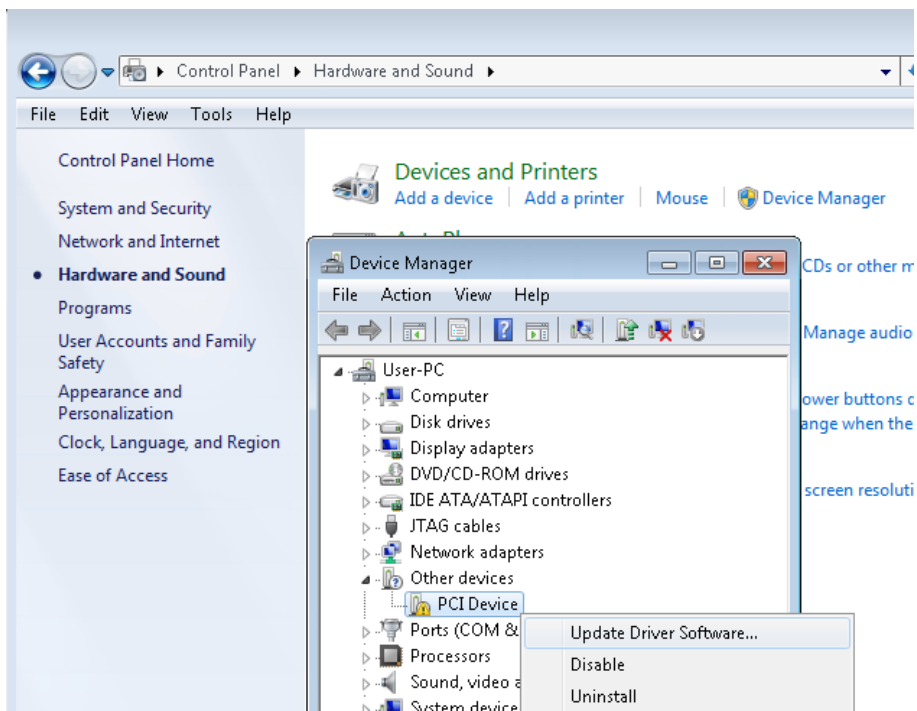 Control Panel Hardware and Sound
File Edit View Tools Help
Control Panel Home
System and Security
Network and Internet
Hardware and Sound
Programs
User Accounts and Family
Safety
Appearance and
Personalization
Clock, Language, and Region
Ease of Access
Devices and Printers
Add a device Add a printer Mouse Device Manager
CDs or other
Manage audio
ower buttons
ange when the
screen resoluti
Device Manager
File Action View Help
User-PC
Computer
Disk drives
Display adapters
DVD/CD-ROM drives
IDE ATA/ATAPI controllers
JTAG cables
Network adapters
Other devices
PCI Device
Ports (COM &
Processors
Sound, video a
System device
Update Driver Software...
Disable
Uninstall